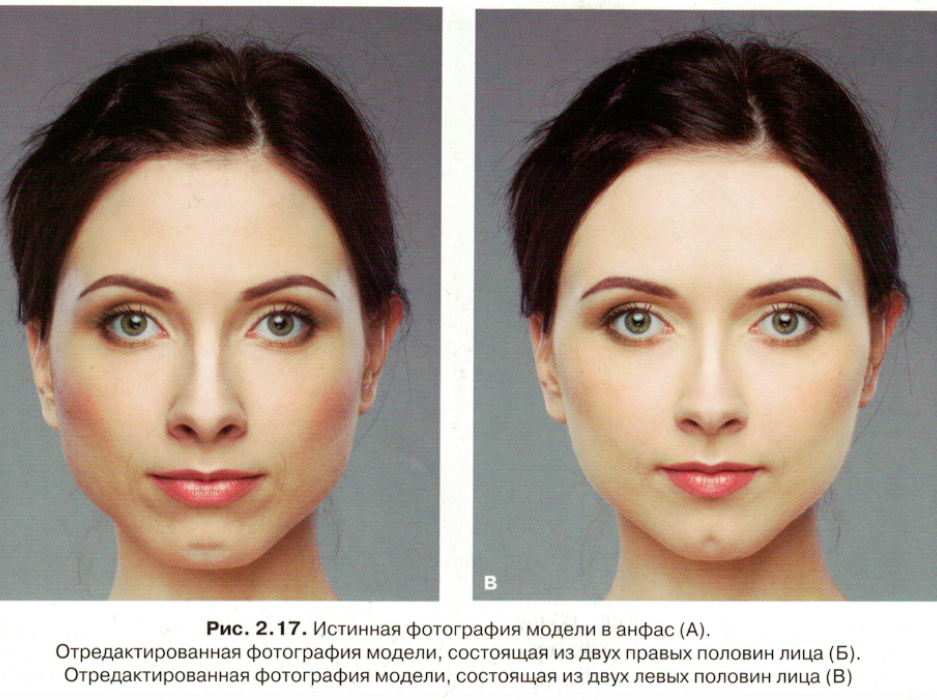 В
Рис. 2.17. Истинная фотография модели в анфас (А).
Отредактированная фотография модели, состоящая из двух правых половин лица (Б).
Отредактированная фотография модели, состоящая из двух левых половин лица (В)